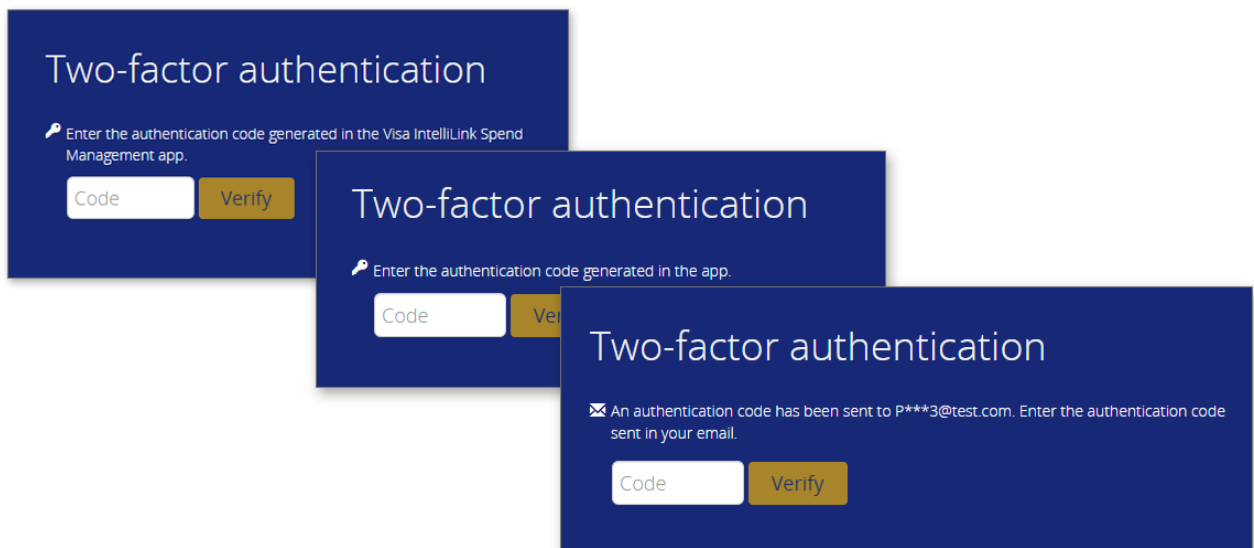 Two-factor authentication
Enter the authentication code generated in the Visa IntelliLink Spend
Management app.
Code
Verify
Two-factor authentication
Enter the authentication code generated in the app.
Code
Two-factor authentication
An authentication code has been sent to P***3@test.com. Enter the authentication code
sent in your email.
Code
Verify